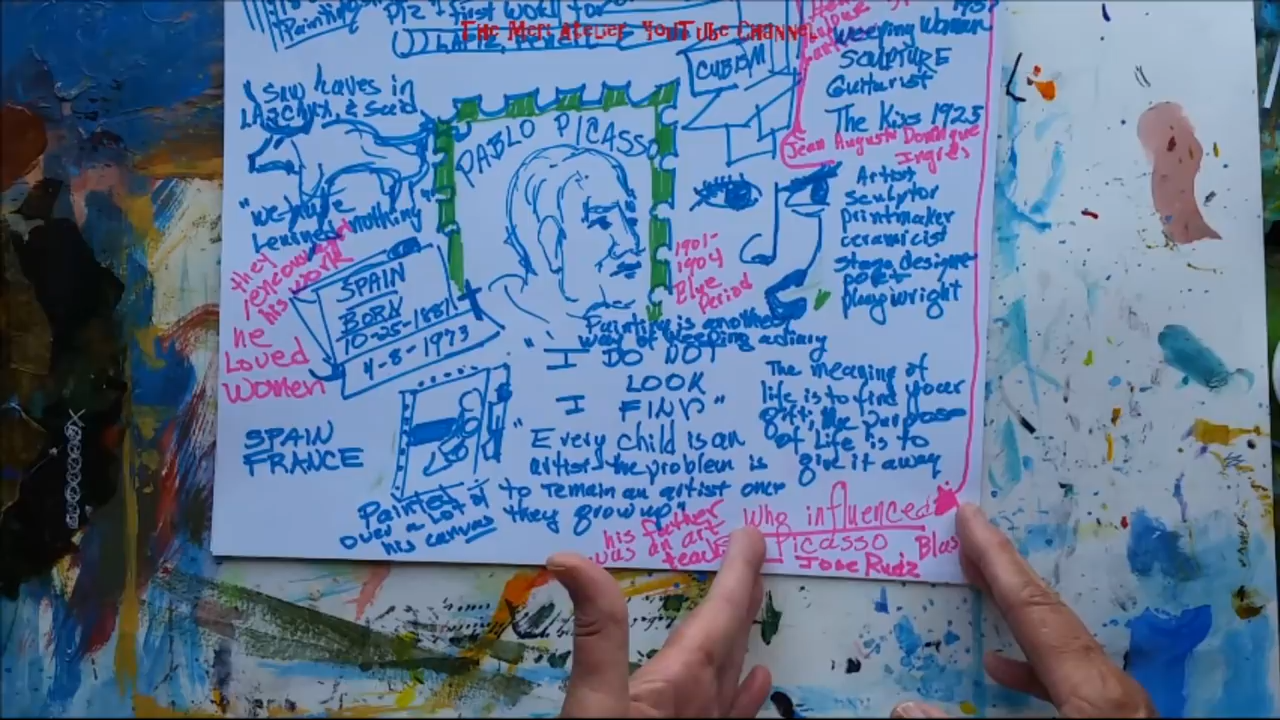 The Meri Atelier YouTube Channel
Painting
first work for
195
Weeping Woman
SCULPTURE
Guitarist
The Kiss 1925
Jean Auguste Dominique
Ingres
CUBISM
Saw caves in
LASCAUX, & Said
"we have
Learned nothing"
PABLO PICASSO
they
his work
he
Loved
Women
SPAIN
BORN
10-25-1881
4-8-1973
1901-
1904
Blue
Period
Artist
sculptor
printmaker
ceramicist
stage designer
poet
playwright
Painting is another
way of keeping a diary
"I DO NOT
LOOK
I FIND"
The meaning of
life is to find your
gift, the purpose
of life is to
give it away
"Every child is an
artist the problem is
to remain an artist once
they grow up"
SPAIN
FRANCE
Painted
over a lot of
his canvas
his father
was an art
Who influenced
Picasso
Jose Ruiz Blas